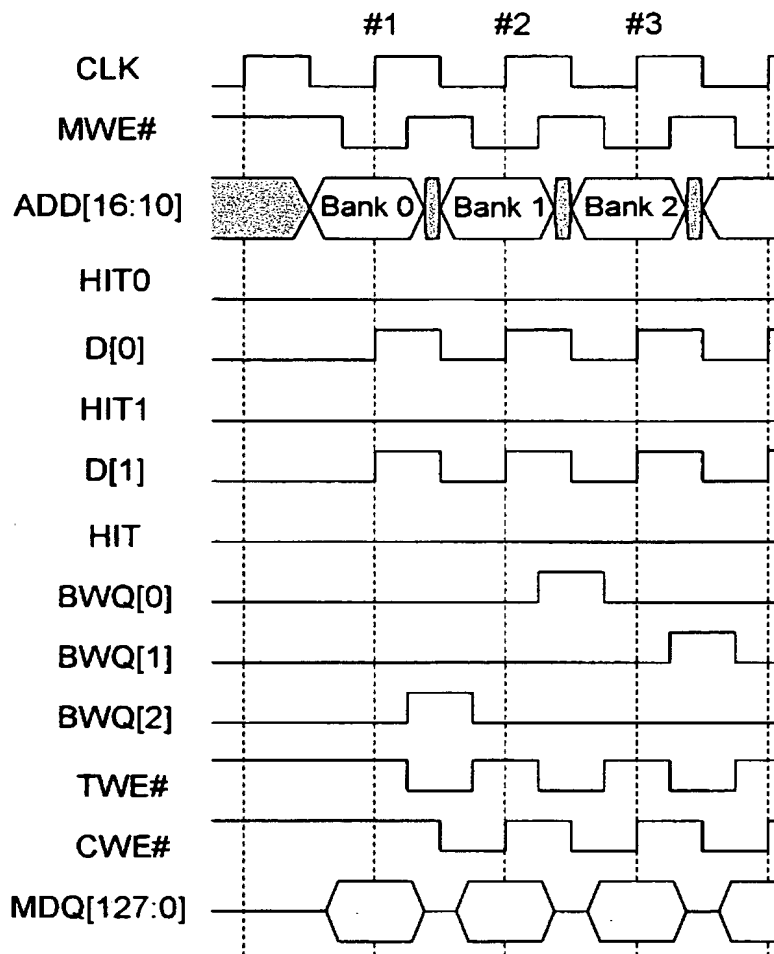 #1 #2 #3
CLK
MWE#
ADD[16:10] Bank 0 Bank 1 Bank 2
HIT0
D[0]
HIT1
D[1]
HIT
BWQ[0]
BWQ[1]
BWQ[2]
TWE#
CWE#
MDQ[127:0]